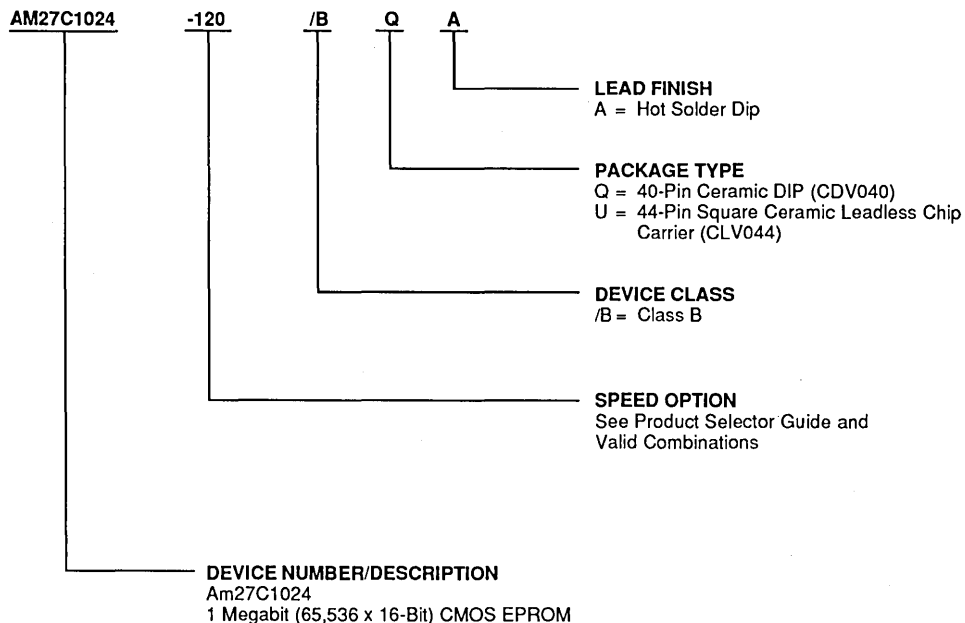 AM27C1024 -120 /B Q A
LEAD FINISH
A = Hot Solder Dip
PACKAGE TYPE
Q = 40-Pin Ceramic DIP (CDV040)
U = 44-Pin Square Ceramic Leadless Chip
Carrier (CLV044)
DEVICE CLASS
/B = Class B
SPEED OPTION
See Product Selector Guide and
Valid Combinations
DEVICE NUMBER/DESCRIPTION
Am27C1024
1 Megabit (65,536 x 16-Bit) CMOS EPROM